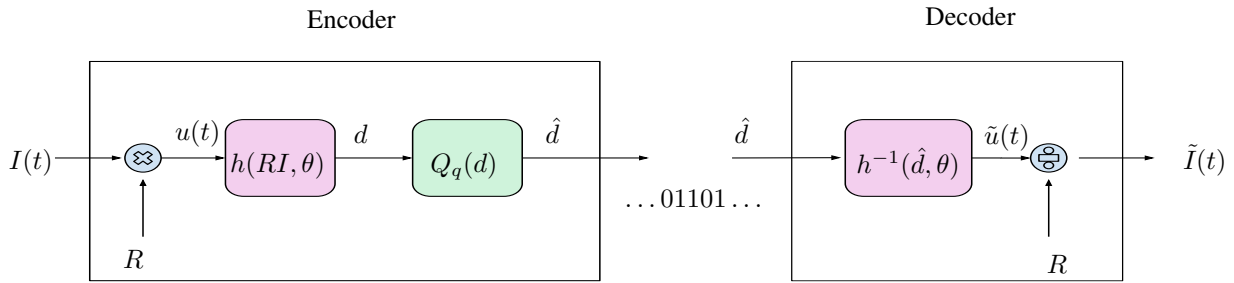 Encoder
Decoder
I(t)
u(t)
h(RI, θ)
d
Q_q(d)
d̂
R
...01101...
d̂
h⁻¹(d̂, θ)
ũ(t)
R
Ĩ(t)